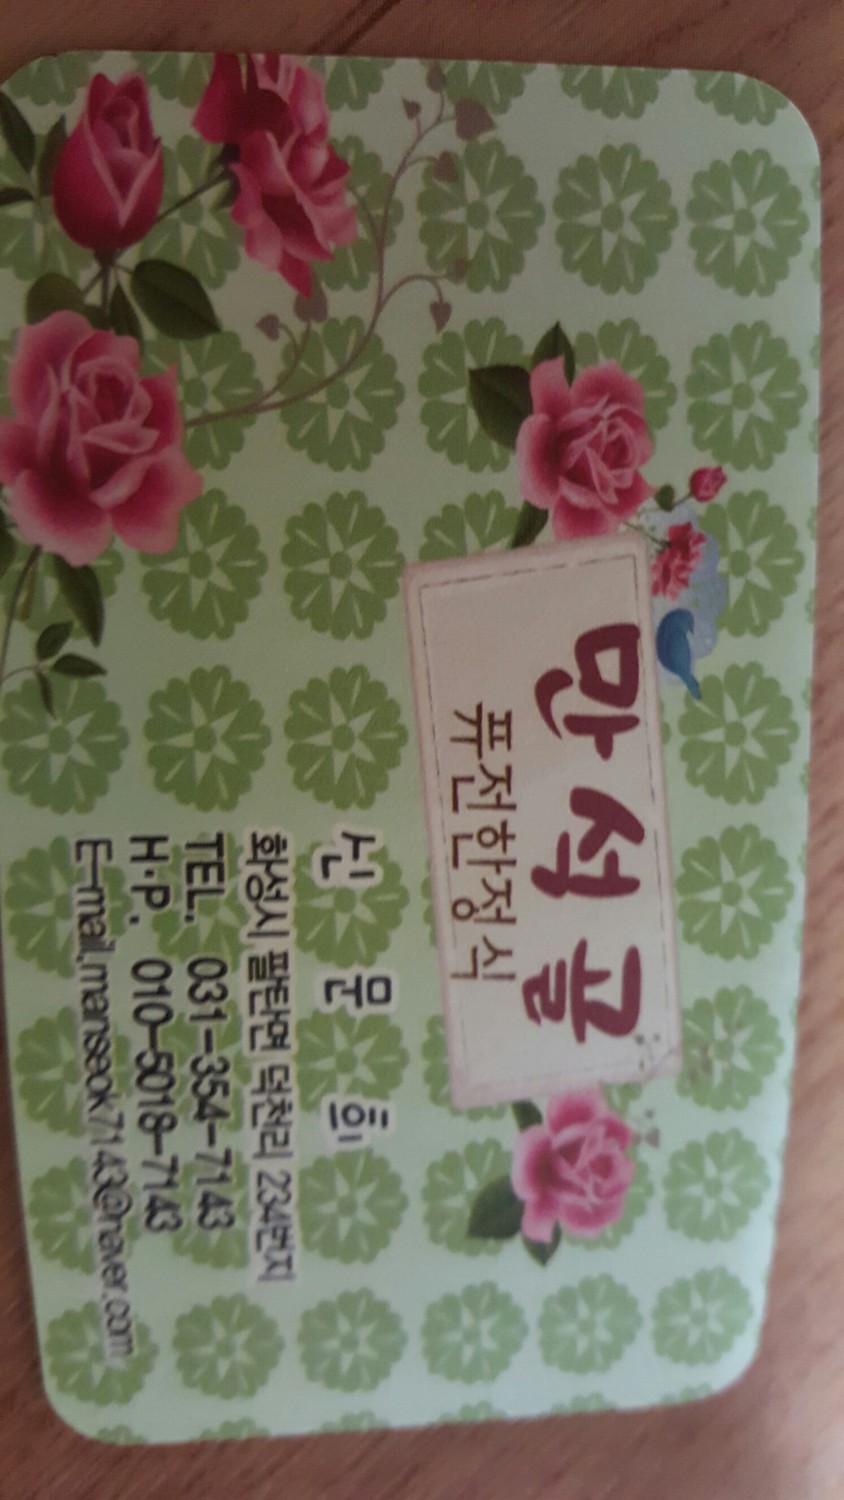 만석골
퓨전한정식
신문희
화성시 팔탄면 덕천리 234번지
TEL. 031-354-7143
H·P. 010-5018-7143
E-mail.manseok7143@naver.com